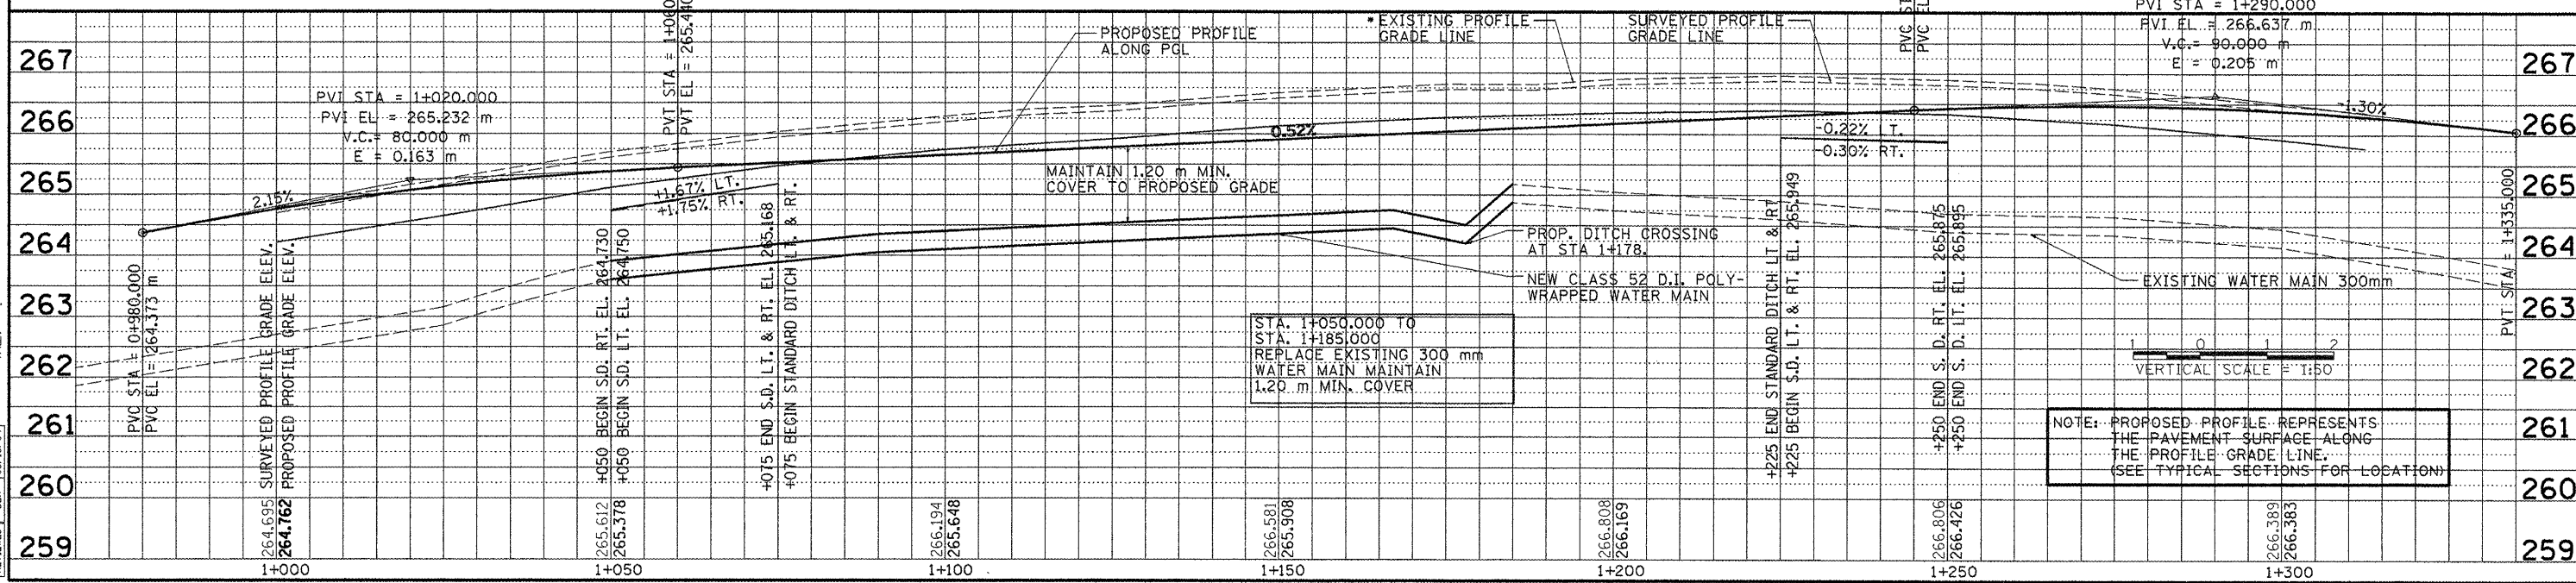 PVI STA = 1+290.000
PVI EL = 266.637 m
V.C.= 90.000 m
E = 0.205 m
PVT STA = 1+060
PVT EL = 265.440
* EXISTING PROFILE
GRADE LINE
SURVEYED PROFILE
GRADE LINE
PROPOSED PROFILE
ALONG PGL
PVC ST
PVC EL
267
267
PVI STA = 1+020.000
PVI EL = 265.232 m
V.C.= 80.000 m
E = 0.163 m
266
266
0.52%
-1.30%
-0.22% LT.
-0.30% RT.
265
265
2.15%
+1.67% LT.
+1.75% RT.
MAINTAIN 1.20 m MIN.
COVER TO PROPOSED GRADE
264
264
PROP. DITCH CROSSING
AT STA 1+178.
NEW CLASS 52 D.I. POLY-
WRAPPED WATER MAIN
EXISTING WATER MAIN 300mm
263
263
STA. 1+050.000 TO
STA. 1+185.000
REPLACE EXISTING 300 mm
WATER MAIN MAINTAIN
1.20 m MIN. COVER
1 0 1 2
VERTICAL SCALE = 1:50
262
262
261
261
NOTE: PROPOSED PROFILE REPRESENTS
THE PAVEMENT SURFACE ALONG
THE PROFILE GRADE LINE.
(SEE TYPICAL SECTIONS FOR LOCATION)
260
260
259
259
PVC STA = 0+980.000
PVC EL = 264.373 m
264.695 SURVEYED PROFILE GRADE ELEV.
264.762 PROPOSED PROFILE GRADE ELEV.
+050 BEGIN S.D. RT. EL. 264.730
+050 BEGIN S.D. LT. EL. 264.750
265.612
265.378
+075 END S.D. LT. & RT. EL. 265.168
+075 BEGIN STANDARD DITCH LT. & RT.
266.194
265.648
266.581
265.908
266.808
266.169
+225 END STANDARD DITCH LT & RT
+225 BEGIN S.D. LT. & RT. EL. 265.949
+250 END S. D. RT. EL. 265.875
+250 END S. D. LT. EL. 265.895
266.806
266.426
266.389
266.383
PVT STA = 1+335.000
1+000
1+050
1+100
1+150
1+200
1+250
1+300